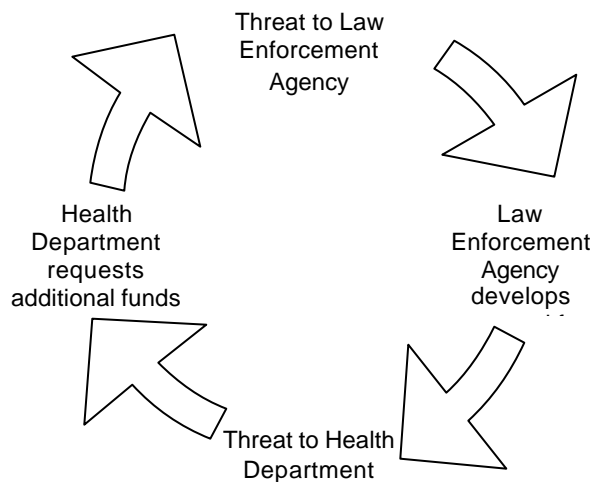 Threat to Law
Enforcement
Agency
Law
Enforcement
Agency
develops
Threat to Health
Department
Health
Department
requests
additional funds